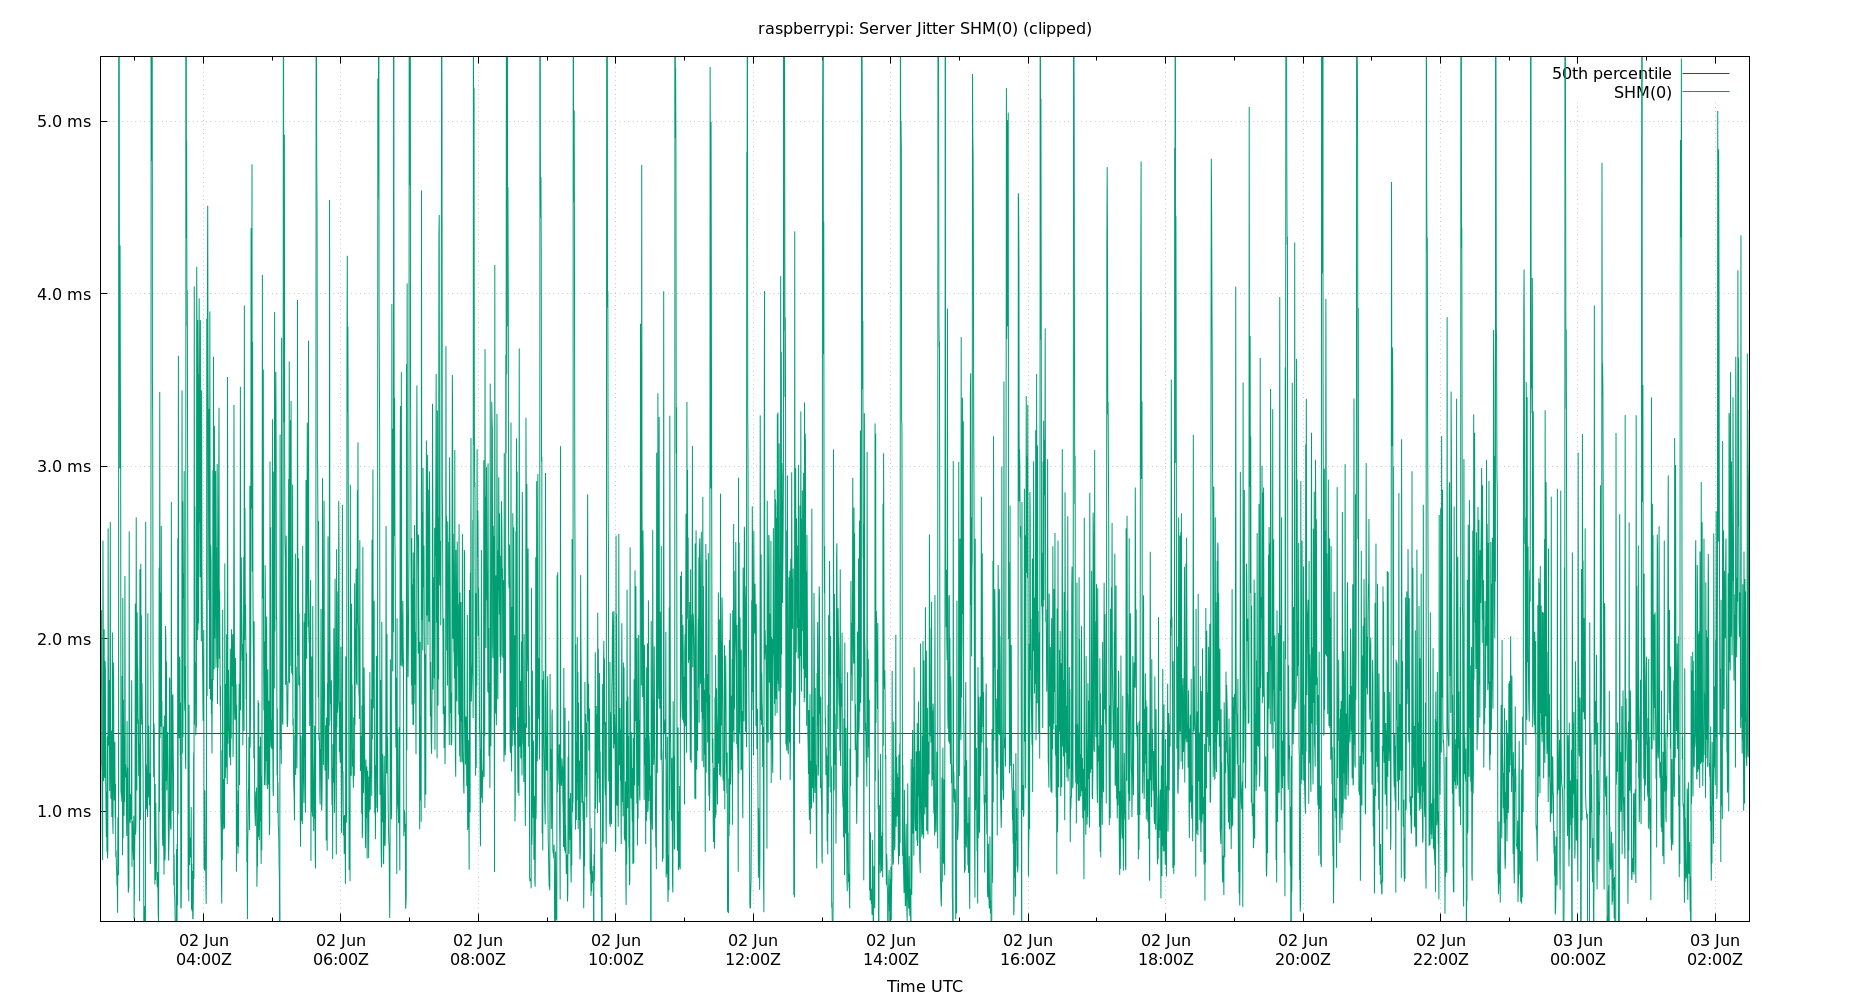 raspberrypi: Server Jitter SHM(0) (clipped)
50th percentile
SHM(0)
5.0 ms
4.0 ms
3.0 ms
2.0 ms
1.0 ms
02 Jun 02 Jun 02 Jun 02 Jun 02 Jun 02 Jun 02 Jun 02 Jun 02 Jun 02 Jun 03 Jun 03 Jun
04:00Z 06:00Z 08:00Z 10:00Z 12:00Z 14:00Z 16:00Z 18:00Z 20:00Z 22:00Z 00:00Z 02:00Z
Time UTC